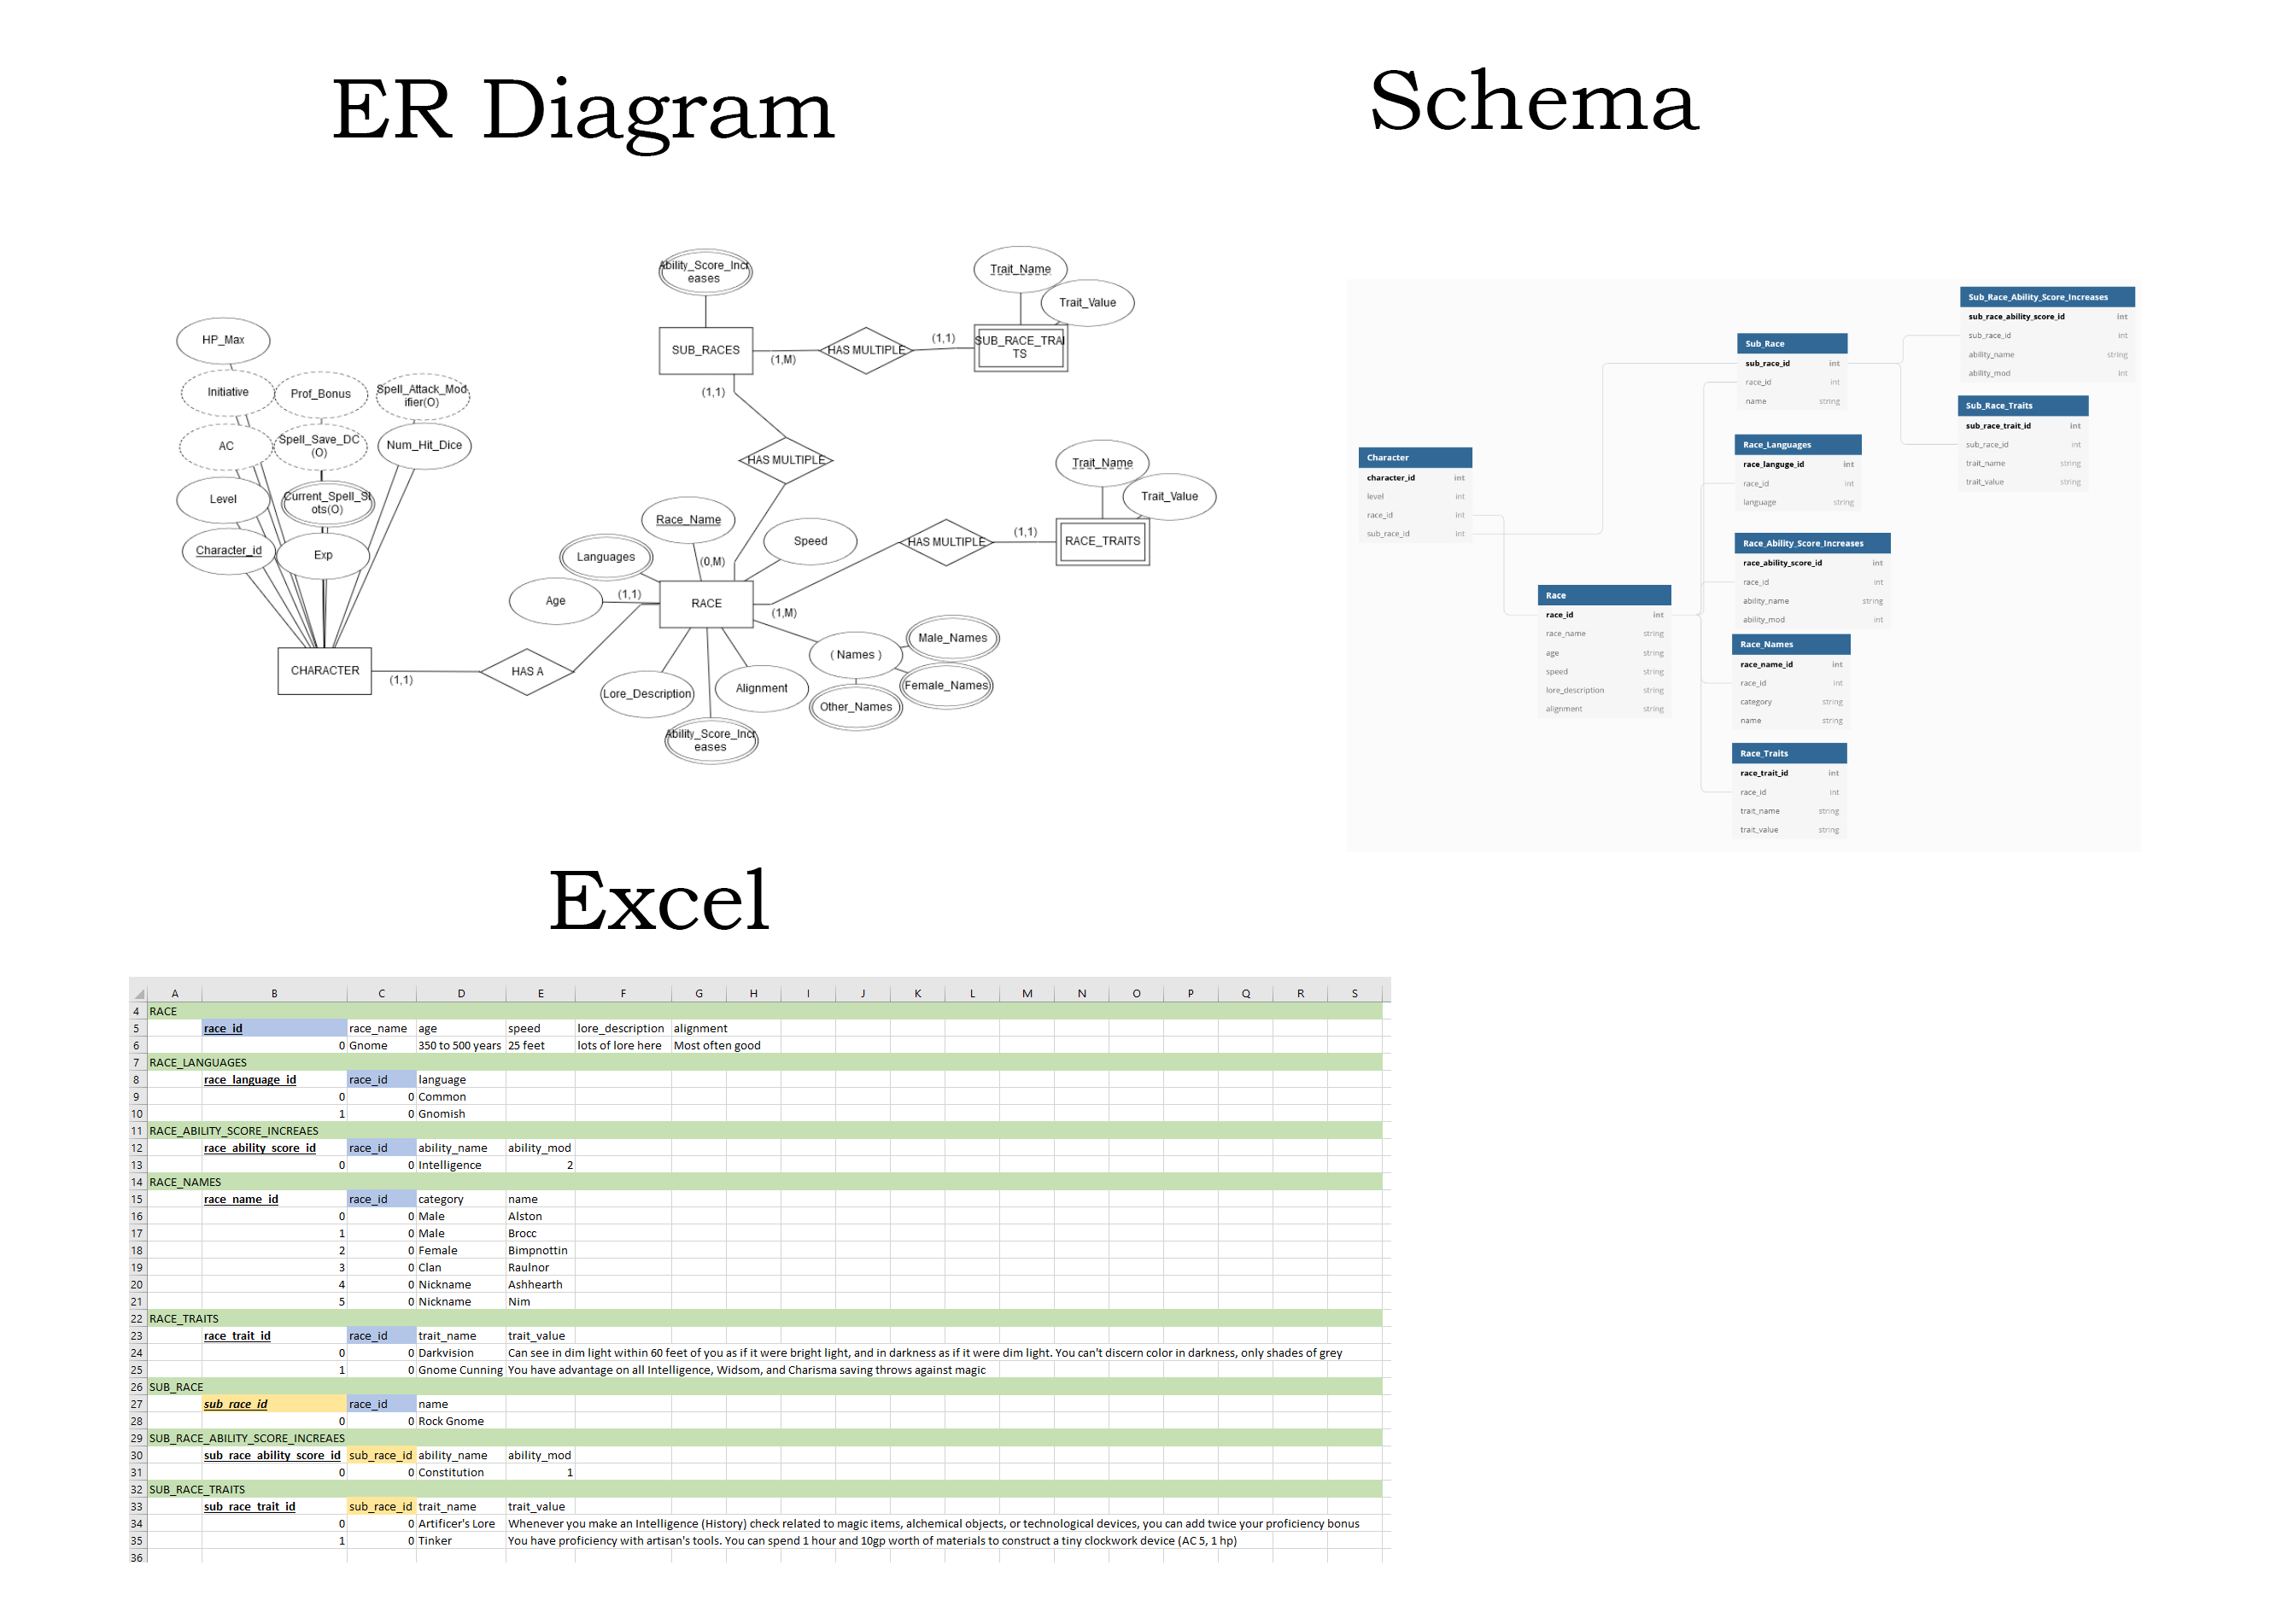 ER Diagram
Schema
Ability_Score_Incr
eases
Trait_Name
Trait_Value
HP_Max
SUB_RACES
(1,M)
HAS MULTIPLE
(1,1)
SUB_RACE_TRAI
TS
Initiative
Prof_Bonus
Spell_Attack_Mod
ifier(O)
(1,1)
AC
Spell_Save_DC
(O)
Num_Hit_Dice
HAS MULTIPLE
Trait_Name
Trait_Value
Level
Current_Spell_Sl
ots(O)
Race_Name
Speed
HAS MULTIPLE
(1,1)
RACE_TRAITS
Character_id
Exp
Languages
(0,M)
Age
(1,1)
RACE
(1,M)
Male_Names
( Names )
CHARACTER
(1,1)
HAS A
Lore_Description
Alignment
Female_Names
Other_Names
Ability_Score_Incr
eases
Sub_Race_Ability_Score_Increases
sub_race_ability_score_id int
sub_race_id int
ability_name string
ability_mod int
Sub_Race
sub_race_id int
race_id int
name string
Sub_Race_Traits
sub_race_trait_id int
sub_race_id int
trait_name string
trait_value string
Race_Languages
race_languge_id int
race_id int
language string
Character
character_id int
level int
race_id int
sub_race_id int
Race_Ability_Score_Increases
race_ability_score_id int
race_id int
ability_name string
ability_mod int
Race
race_id int
race_name string
age string
speed string
lore_description string
alignment string
Race_Names
race_name_id int
race_id int
category string
name string
Race_Traits
race_trait_id int
race_id int
trait_name string
trait_value string
Excel
A B C D E F G H I J K L M N O P Q R S
4 RACE
5 race_id race_name age speed lore_description alignment
6 0 Gnome 350 to 500 years 25 feet lots of lore here Most often good
7 RACE_LANGUAGES
8 race_language_id race_id language
9 0 0 Common
10 1 0 Gnomish
11 RACE_ABILITY_SCORE_INCREAES
12 race_ability_score_id race_id ability_name ability_mod
13 0 0 Intelligence 2
14 RACE_NAMES
15 race_name_id race_id category name
16 0 0 Male Alston
17 1 0 Male Brocc
18 2 0 Female Bimpnottin
19 3 0 Clan Raulnor
20 4 0 Nickname Ashhearth
21 5 0 Nickname Nim
22 RACE_TRAITS
23 race_trait_id race_id trait_name trait_value
24 0 0 Darkvision Can see in dim light within 60 feet of you as if it were bright light, and in darkness as if it were dim light. You can't discern color in darkness, only shades of grey
25 1 0 Gnome Cunning You have advantage on all Intelligence, Widsom, and Charisma saving throws against magic
26 SUB_RACE
27 sub_race_id race_id name
28 0 0 Rock Gnome
29 SUB_RACE_ABILITY_SCORE_INCREAES
30 sub_race_ability_score_id sub_race_id ability_name ability_mod
31 0 0 Constitution 1
32 SUB_RACE_TRAITS
33 sub_race_trait_id sub_race_id trait_name trait_value
34 0 0 Artificer's Lore Whenever you make an Intelligence (History) check related to magic items, alchemical objects, or technological devices, you can add twice your proficiency bonus
35 1 0 Tinker You have proficiency with artisan's tools. You can spend 1 hour and 10gp worth of materials to construct a tiny clockwork device (AC 5, 1 hp)
36